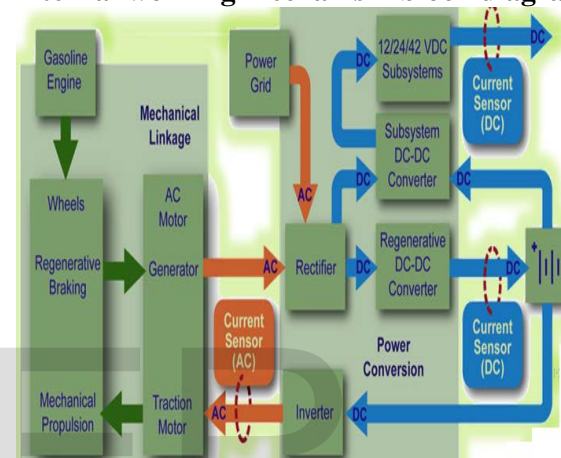 Gasoline
Engine
Power
Grid
12/24/42 VDC
Subsystems
DC
DC
Current
Sensor
(DC)
Mechanical
Linkage
Subsystem
DC-DC
Converter
DC
DC
Wheels
AC
Motor
AC
Regenerative
Braking
Generator
AC
Rectifier
DC
Regenerative
DC-DC
Converter
DC
+
Current
Sensor
(AC)
Current
Sensor
(DC)
Power
Conversion
Mechanical
Propulsion
Traction
Motor
AC
Inverter
DC